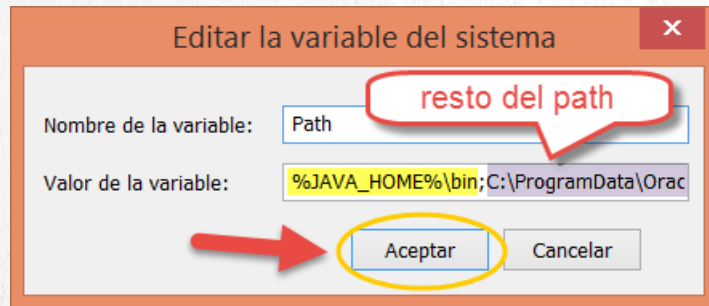 Editar la variable del sistema
x
resto del path
Nombre de la variable: Path
Valor de la variable: %JAVA_HOME%\bin;C:\ProgramData\Orac
Aceptar Cancelar